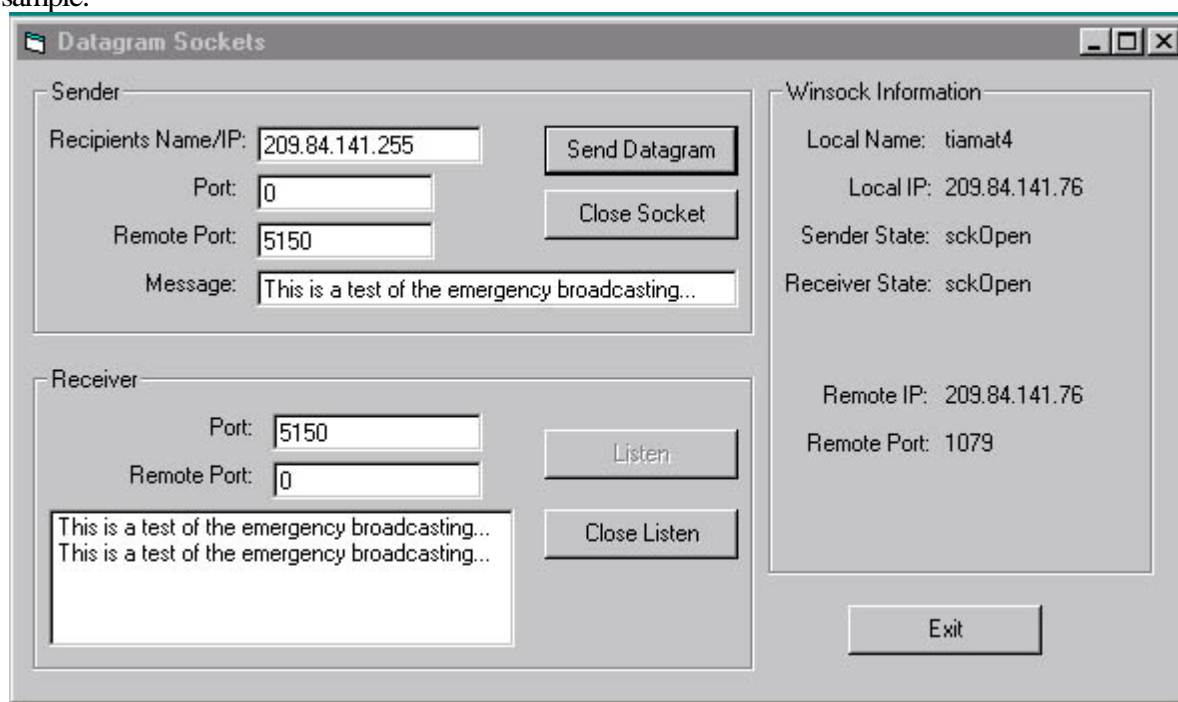 sample.
Datagram Sockets
Sender
Recipients Name/IP: 209.84.141.255
Send Datagram
Port: 0
Close Socket
Remote Port: 5150
Message: This is a test of the emergency broadcasting...
Receiver
Port: 5150
Listen
Remote Port: 0
This is a test of the emergency broadcasting...
This is a test of the emergency broadcasting...
Close Listen
Winsock Information
Local Name: tiamat4
Local IP: 209.84.141.76
Sender State: sckOpen
Receiver State: sckOpen
Remote IP: 209.84.141.76
Remote Port: 1079
Exit